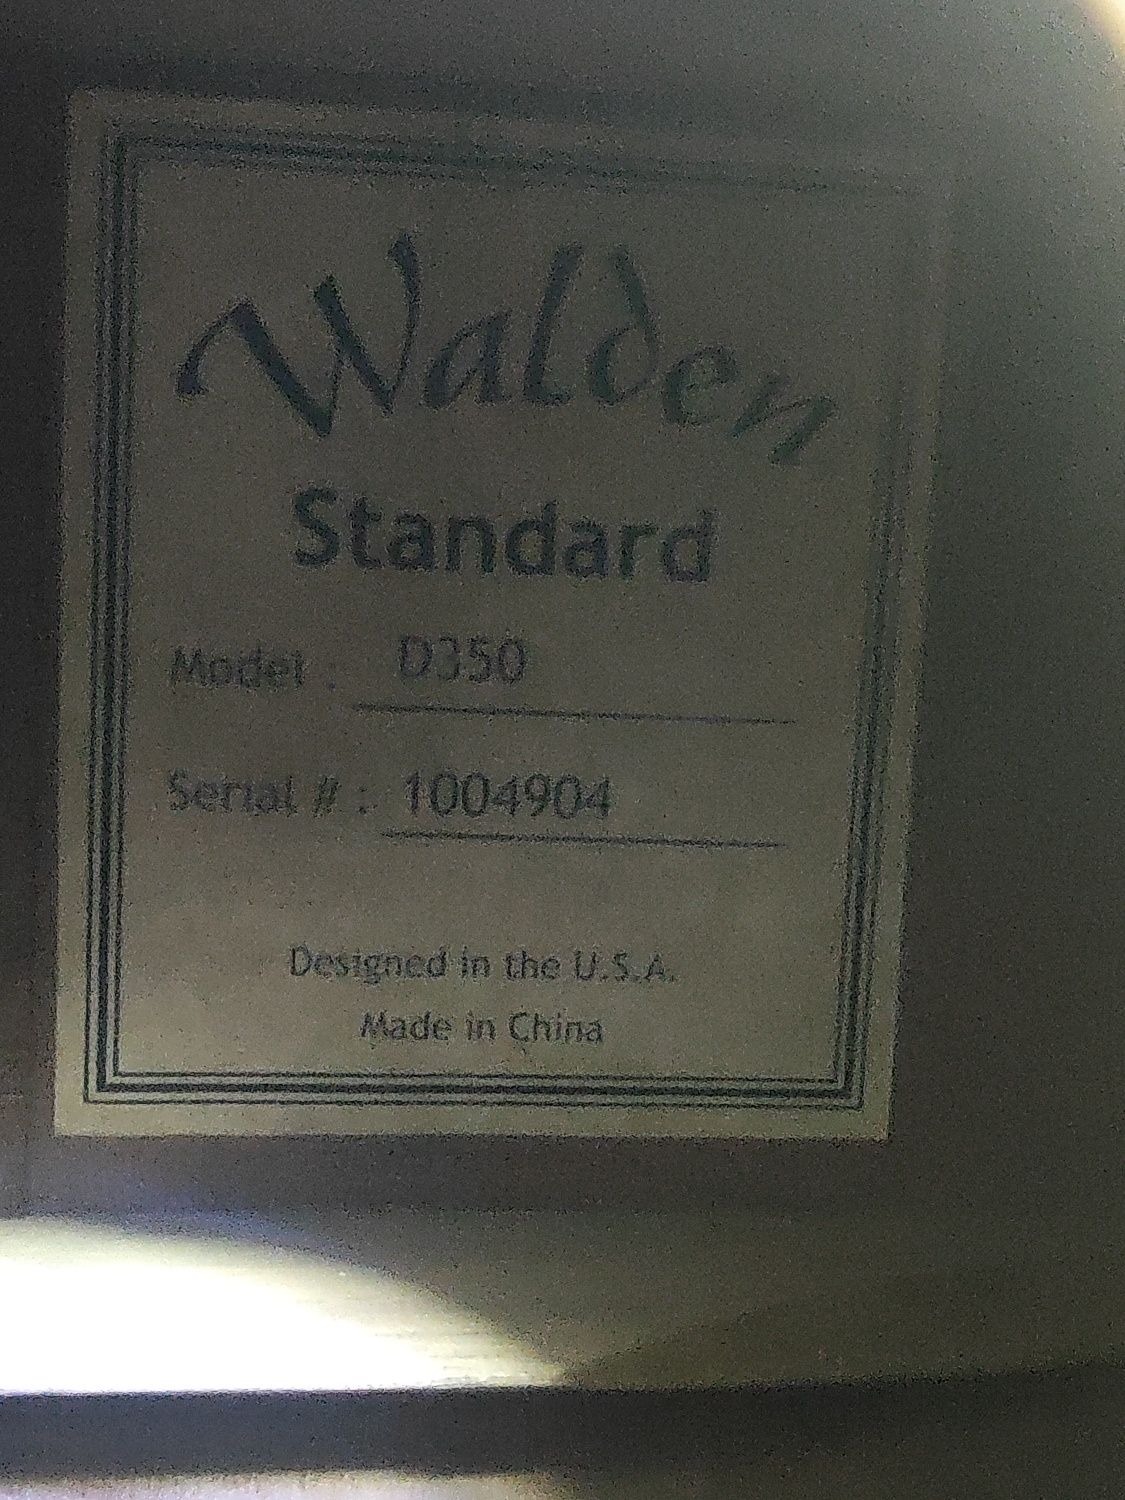 Walden
Standard
Model : D350
Serial # : 1004904
Designed in the U.S.A.
Made in China